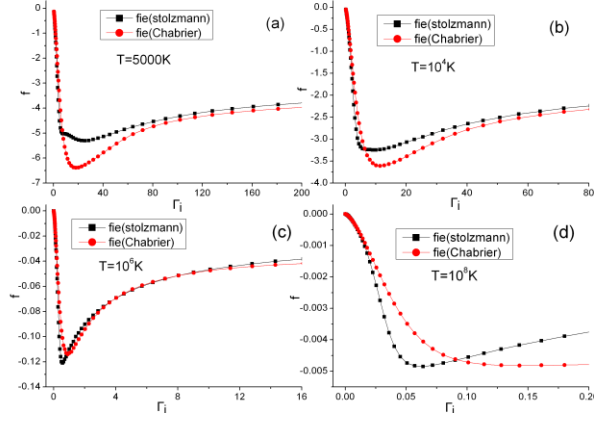 (a)
fie(stolzmann)
fie(Chabrier)
T=5000K
f
0
-1
-2
-3
-4
-5
-6
-7
0 40 80 120 160 200
Γi
(b)
fie(stolzmann)
fie(Chabrier)
T=10⁴K
f
0.0
-0.5
-1.0
-1.5
-2.0
-2.5
-3.0
-3.5
-4.0
0 20 40 60 80
Γi
(c)
fie(stolzmann)
fie(Chabrier)
T=10⁶K
f
0.00
-0.02
-0.04
-0.06
-0.08
-0.10
-0.12
-0.14
0 4 8 12 16
Γi
(d)
fie(stolzmann)
fie(Chabrier)
T=10⁸K
f
0.000
-0.001
-0.002
-0.003
-0.004
-0.005
0.00 0.05 0.10 0.15 0.20
Γi